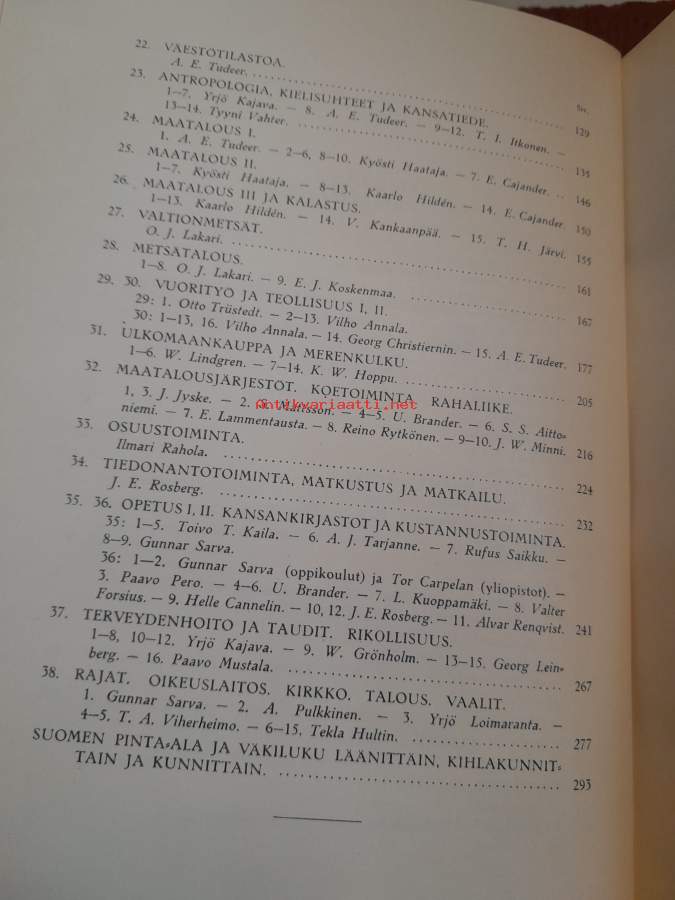 Siv.
22. VÄESTÖTILASTOA.
A. E. Tudeer. 129
23. ANTROPOLOGIA, KIELISUHTEET JA KANSATIEDE.
1—7. Yrjö Kajava. — 8. A. E. Tudeer. — 9—12. T. I. Itkonen. —
13—14. Tyyni Vahter. 135
24. MAATALOUS I.
1. A. E. Tudeer. — 2—6, 8—10. Kyösti Haataja. — 7. E. Cajander. 146
25. MAATALOUS II.
1—7. Kyösti Haataja. — 8—13. Kaarlo Hildén. — 14. E. Cajander. 150
26. MAATALOUS III JA KALASTUS.
1—13. Kaarlo Hildén. — 14. V. Kankaanpää. — 15. T. H. Järvi. 155
27. VALTIONMETSÄT.
O. J. Lakari. 161
28. METSÄTALOUS.
1—8. O. J. Lakari. — 9. E. J. Koskenmaa. 167
29, 30. VUORITYÖ JA TEOLLISUUS I, II.
29: 1. Otto Trüstedt. — 2—13. Vilho Annala.
30: 1—13, 16. Vilho Annala. — 14. Georg Christiernin. — 15. A. E. Tudeer. 177
31. ULKOMAANKAUPPA JA MERENKULKU.
1—6. W. Lindgren. — 7—14. K. W. Hoppu. 205
32. MAATALOUSJÄRJESTÖT. KOETOIMINTA. RAHALIIKE.
antikvariaatti.net
1, 3. J. Jyske. — 2. Mattsson. — 4—5. U. Brander. — 6. S. S. Aitto-
niemi. — 7. E. Lammentausta. — 8. Reino Rytkönen. — 9—10. J. W. Minni. 216
33. OSUUSTOIMINTA.
Ilmari Rahola. 224
34. TIEDONANTOTOIMINTA, MATKUSTUS JA MATKAILU.
J. E. Rosberg. 232
35. 36. OPETUS I, II. KANSANKIRJASTOT JA KUSTANNUSTOIMINTA.
35: 1—5. Toivo T. Kaila. — 6. A. J. Tarjanne. — 7. Rufus Saikku. —
8—9. Gunnar Sarva.
36: 1—2. Gunnar Sarva (oppikoulut) ja Tor Carpelan (yliopistot). —
3. Paavo Pero. — 4—6. U. Brander. — 7. L. Kuoppamäki. — 8. Valter
Forsius. — 9. Helle Cannelin. — 10, 12. J. E. Rosberg. — 11. Alvar Renqvist. 241
37. TERVEYDENHOITO JA TAUDIT. RIKOLLISUUS.
1—8, 10—12. Yrjö Kajava. — 9. W. Grönholm. — 13—15. Georg Lein-
berg. — 16. Paavo Mustala. 267
38. RAJAT. OIKEUSLAITOS. KIRKKO. TALOUS. VAALIT.
1. Gunnar Sarva. — 2. A. Pulkkinen. — 3. Yrjö Loimaranta. —
4—5. T. A. Viherheimo. — 6—15. Tekla Hultin. 277
SUOMEN PINTA-ALA JA VÄKILUKU LÄÄNITTÄIN, KIHLAKUNNIT-
TAIN JA KUNNITTAIN. 293